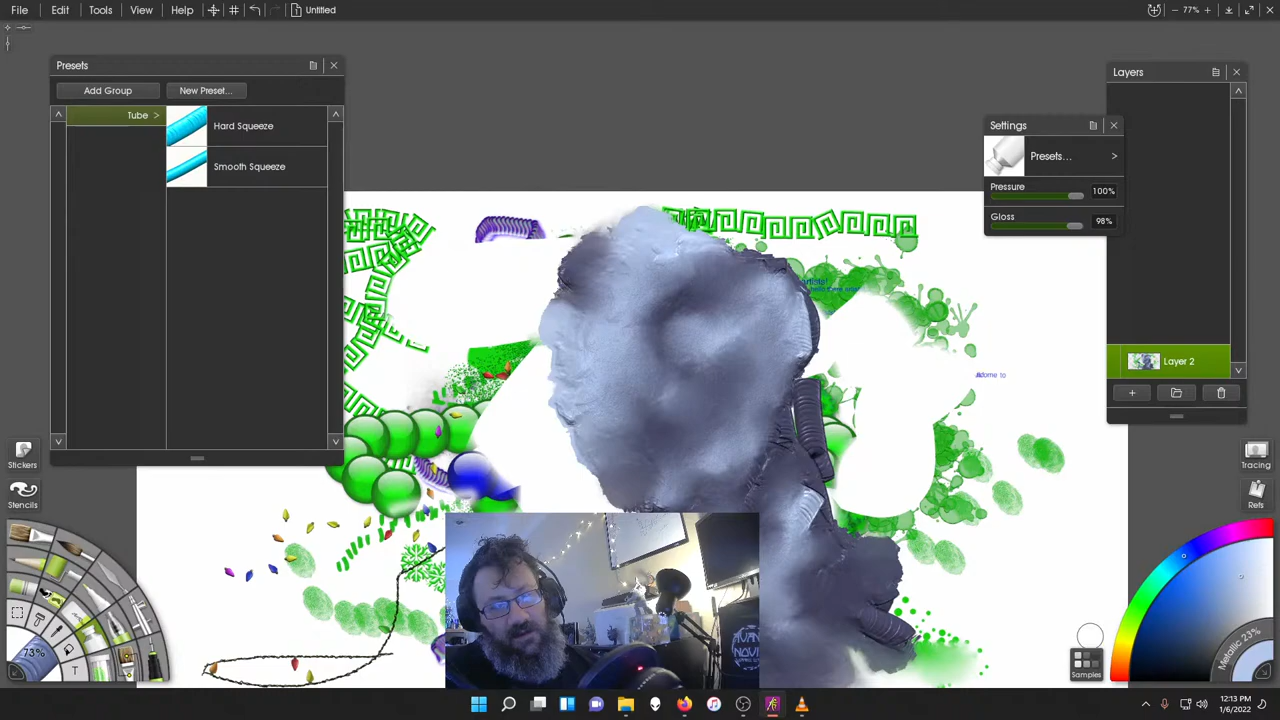 File Edit Tools View Help Untitled 77%
Presets
Add Group New Preset...
Tube > Hard Squeeze
Smooth Squeeze
Layers
Layer 2
Settings
Presets... >
Pressure 100%
Gloss 98%
Stickers
Stencils
Tracing
Refs
73%
T
Metallic 23%
Samples
12:13 PM
1/6/2022